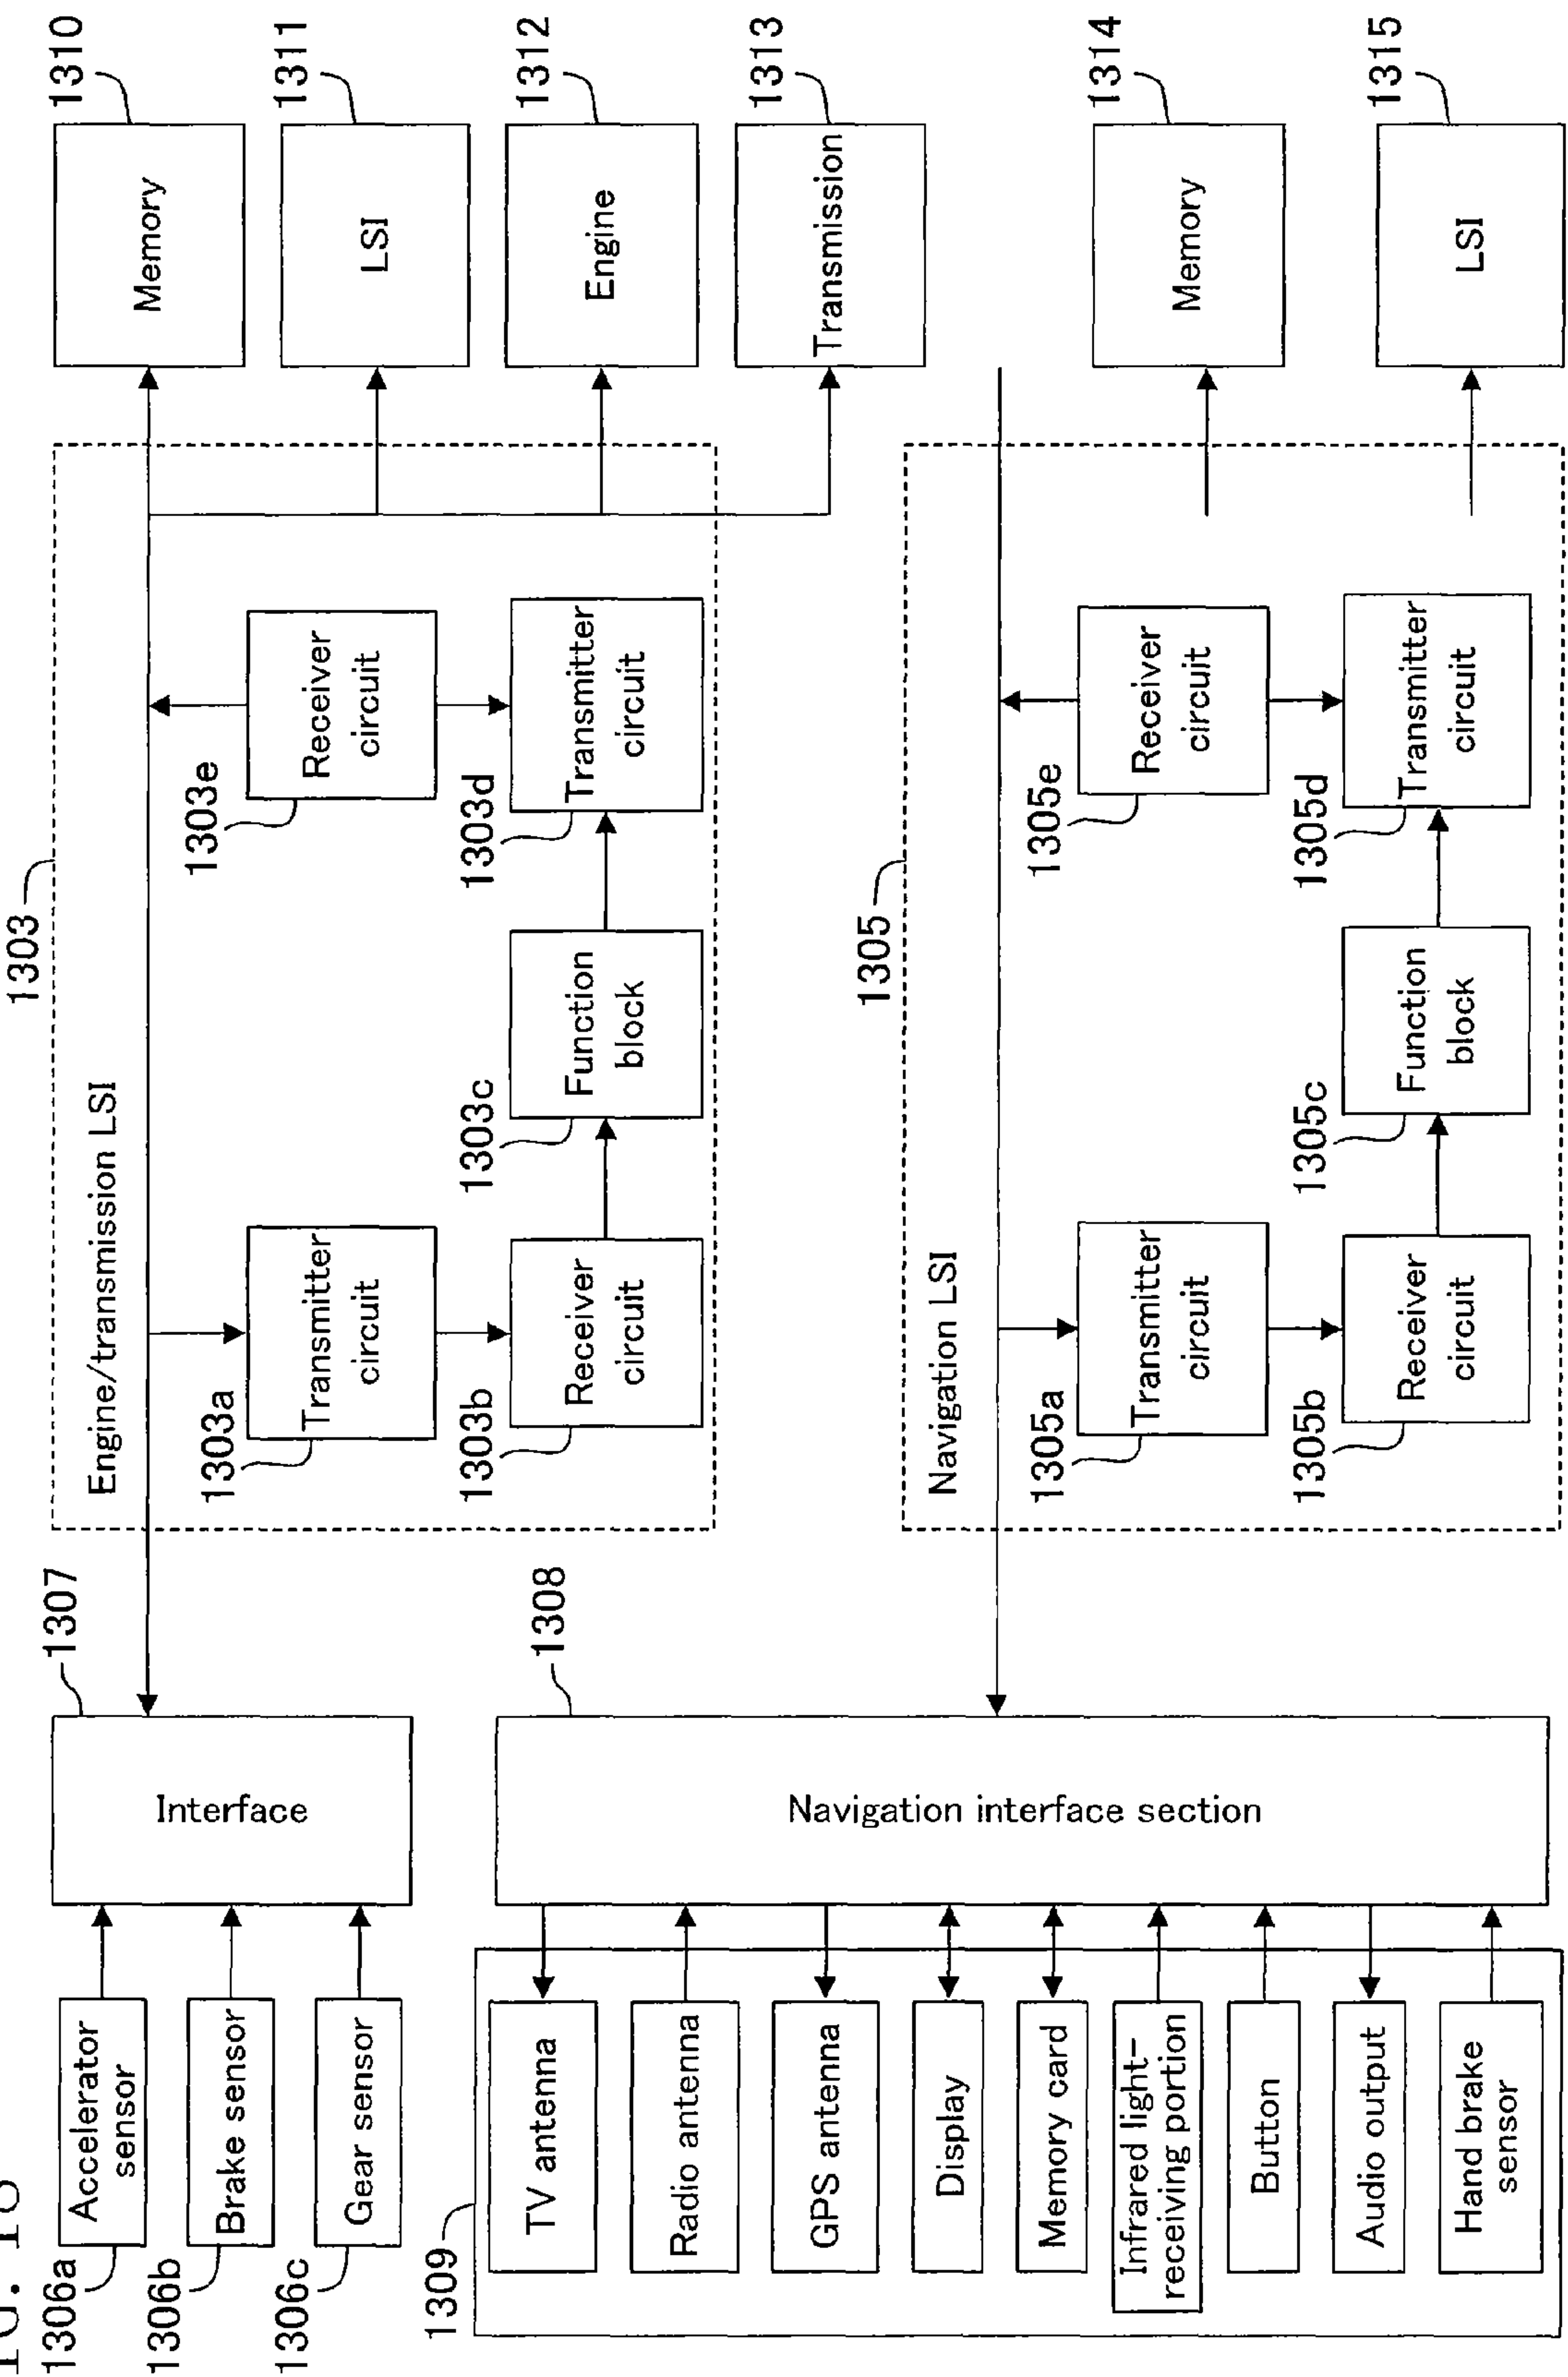 1306a
Accelerator
sensor
1306b
Brake sensor
1306c
Gear sensor
1307
Interface
1303
Engine/transmission LSI
1303a
Transmitter
circuit
1303b
Receiver
circuit
1303c
Function
block
1303d
Transmitter
circuit
1303e
Receiver
circuit
1310
Memory
1311
LSI
1312
Engine
1313
Transmission
1309
TV antenna
Radio antenna
GPS antenna
Display
Memory card
Infrared light-
receiving portion
Button
Audio output
Hand brake
sensor
1308
Navigation interface section
1305
Navigation LSI
1305a
Transmitter
circuit
1305b
Receiver
circuit
1305c
Function
block
1305d
Transmitter
circuit
1305e
Receiver
circuit
1314
Memory
1315
LSI